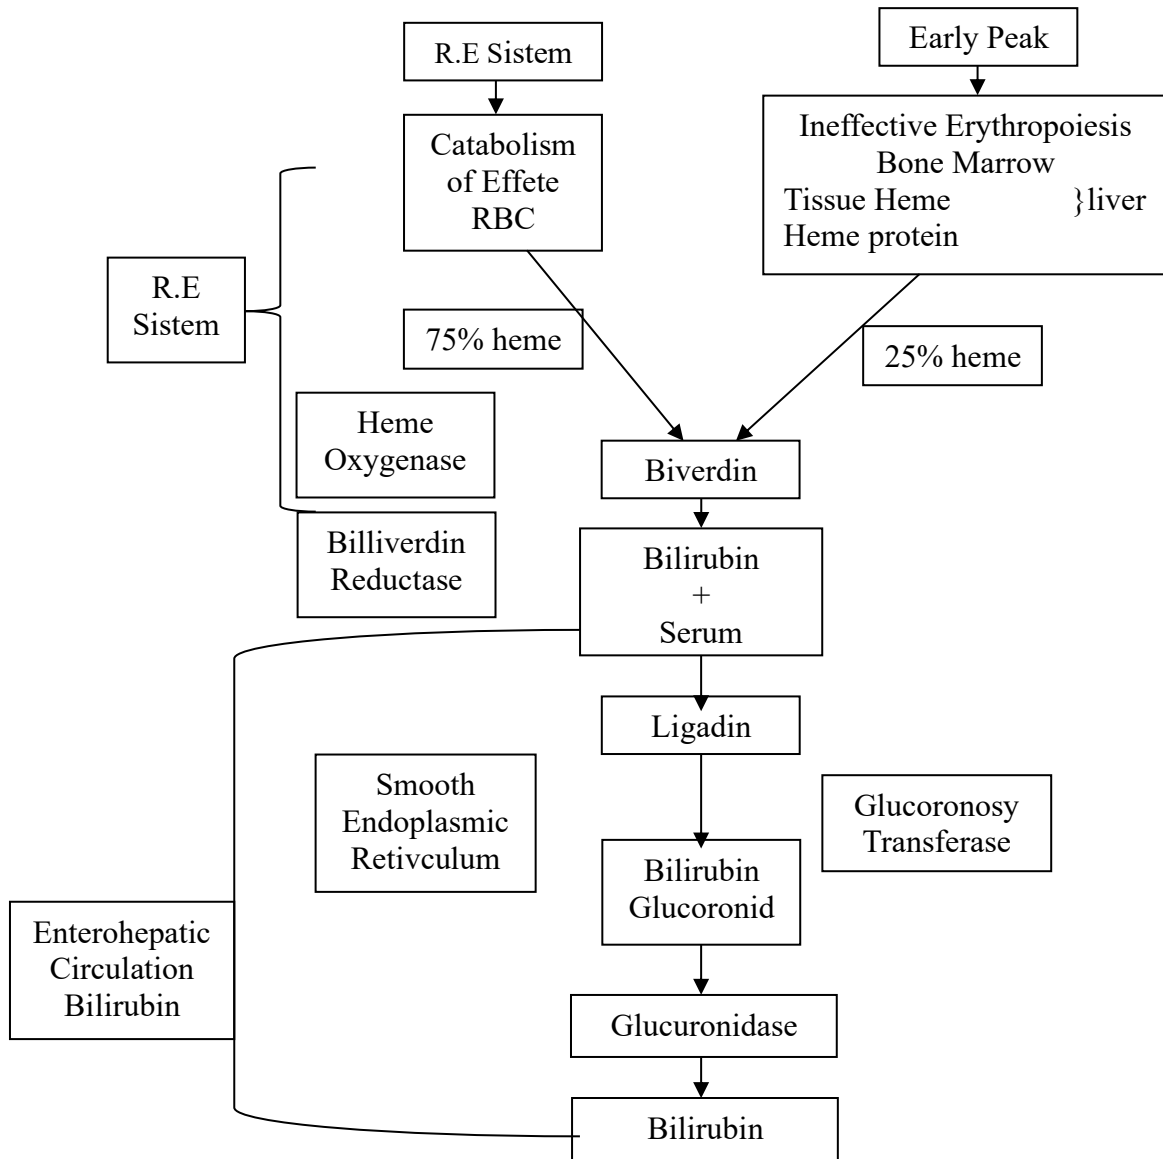 R.E Sistem
Early Peak
Catabolism
of Effete
RBC
Ineffective Erythropoiesis
Bone Marrow
Tissue Heme }liver
Heme protein
R.E
Sistem
75% heme
25% heme
Heme
Oxygenase
Biverdin
Billiverdin
Reductase
Bilirubin
+
Serum
Ligadin
Smooth
Endoplasmic
Retivculum
Glucoronosy
Transferase
Bilirubin
Glucoronid
Enterohepatic
Circulation
Bilirubin
Glucuronidase
Bilirubin